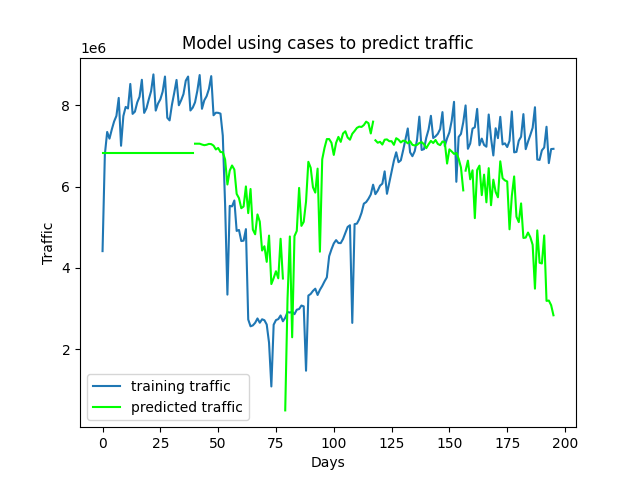 Model using cases to predict traffic
1e6
8
6
4
2
Traffic
training traffic
predicted traffic
0
25
50
75
100
125
150
175
200
Days